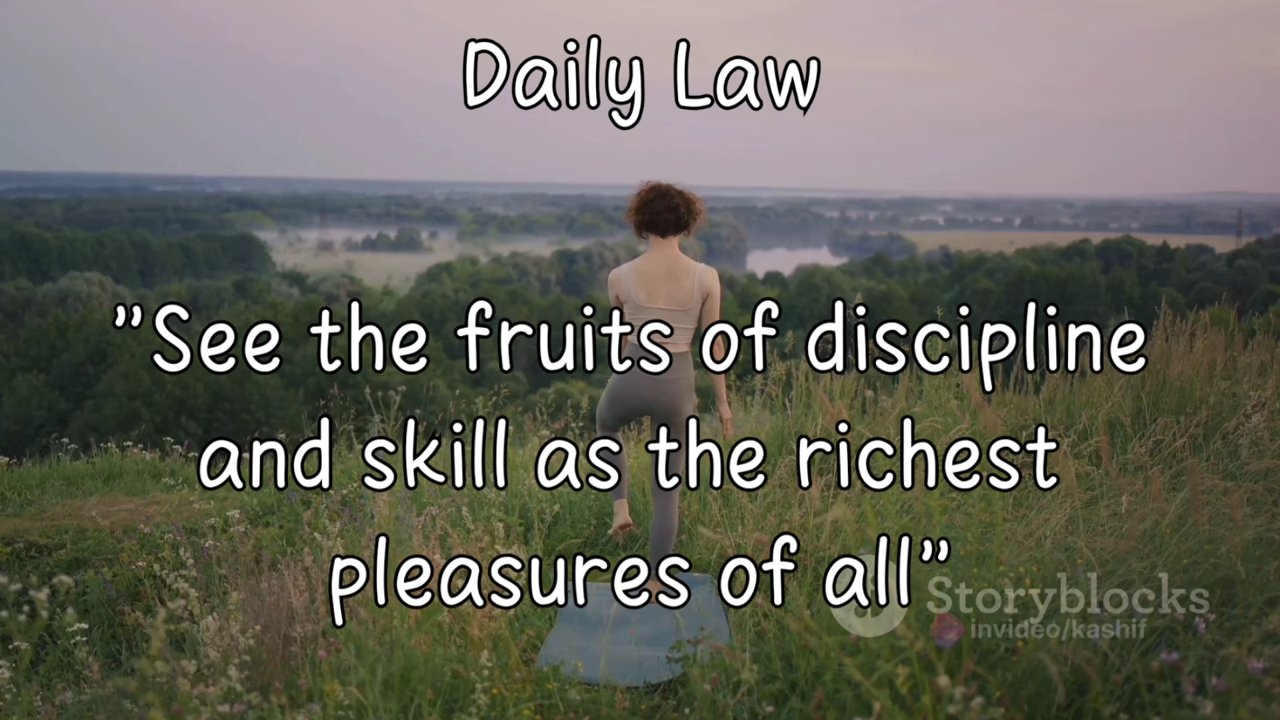 Daily Law
”See the fruits of discipline
and skill as the richest
pleasures of all”
Storyblocks
invideo/kashif